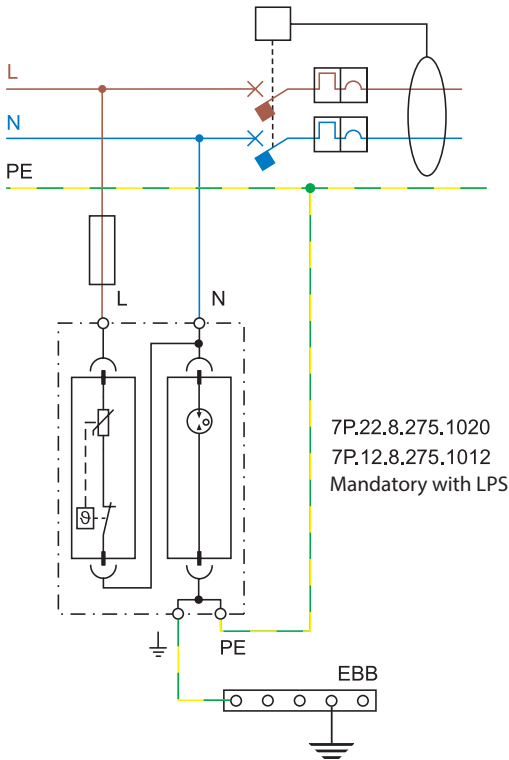 L
N
PE
L
N
7P.22.8.275.1020
7P.12.8.275.1012
Mandatory with LPS
ϑ
PE
EBB